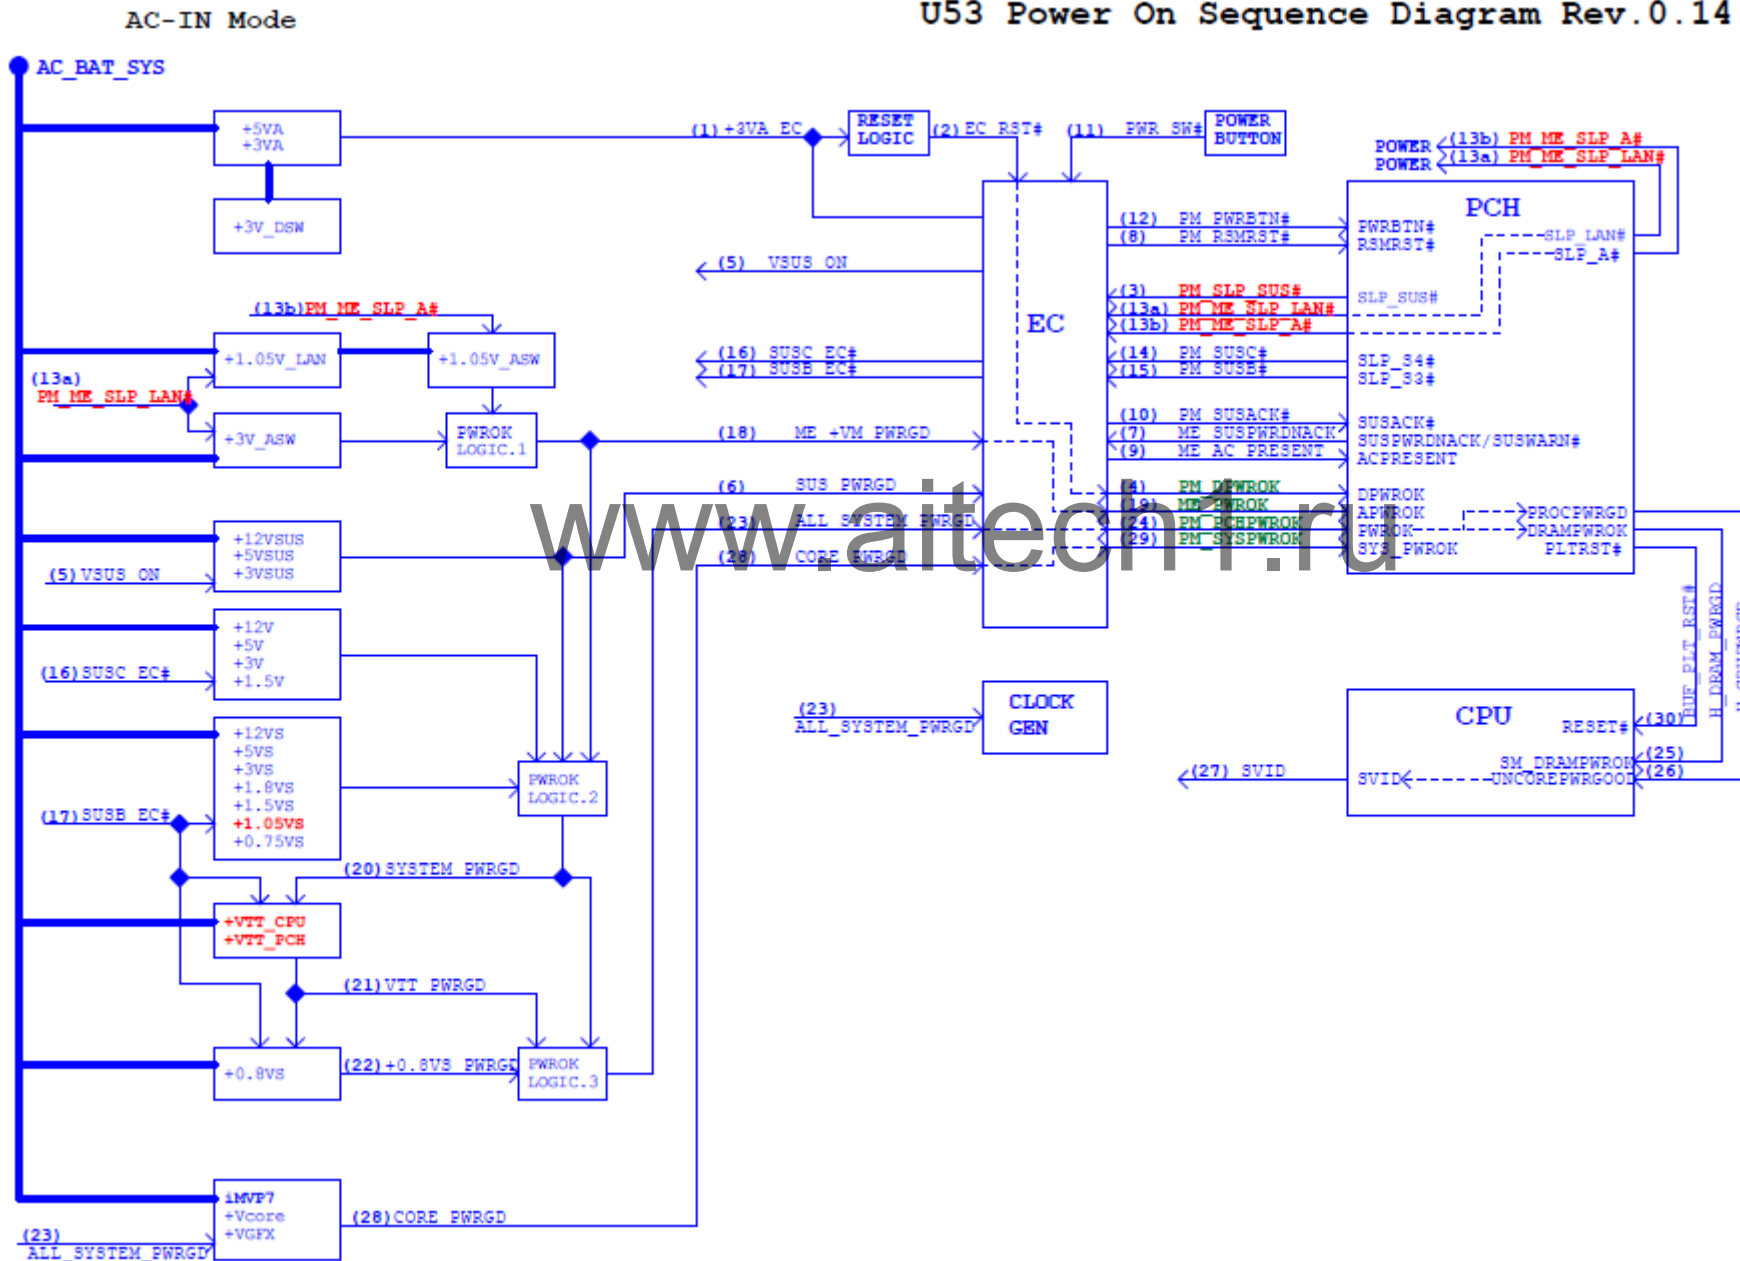 AC-IN Mode
U53 Power On Sequence Diagram Rev.0.14
AC_BAT_SYS
+5VA
+3VA
+3V_DSW
(1)+3VA_EC
RESET
LOGIC
(2)EC_RST#
(11) PWR_SW#
POWER
BUTTON
POWER (13b) PM_ME_SLP_A#
POWER (13a) PM_ME_SLP_LAN#
PCH
(12) PM_PWRBTN#
PWRBTN#
(8) PM_RSMRST#
RSMRST#
SLP_LAN#
SLP_A#
(5) VSUS_ON
(3) PM_SLP_SUS#
SLP_SUS#
(13a) PM_ME_SLP_LAN#
(13b) PM_ME_SLP_A#
EC
(13b)PM_ME_SLP_A#
+1.05V_LAN
+1.05V_ASW
(16) SUSC_EC#
(17) SUSB_EC#
(14) PM_SUSC#
SLP_S4#
(15) PM_SUSB#
SLP_S3#
(13a)
PM_ME_SLP_LAN#
+3V_ASW
PWROK
LOGIC.1
(18) ME_+VM_PWRGD
(10) PM_SUSACK#
SUSACK#
(7) ME_SUSPWRDNACK
SUSPWRDNACK/SUSWARN#
(9) ME_AC_PRESENT
ACPRESENT
(6) SUS_PWRGD
(4) PM_DPWROK
DPWROK
(19) ME_PWROK
APWROK
PROCPWRGD
(23) ALL_SYSTEM_PWRGD
(24) PM_PCHPWROK
PWROK
DRAMPWROK
(28) CORE_PWRGD
(29) PM_SYSPWROK
SYS_PWROK
PLTRST#
www.aitech1.ru
+12VSUS
+5VSUS
+3VSUS
(5)VSUS_ON
+12V
+5V
+3V
+1.5V
(16)SUSC_EC#
BUF_PLT_RST#
H_DRAM_PWRGD
CLOCK
GEN
(23)
ALL_SYSTEM_PWRGD
CPU
RESET#
(30)
SM_DRAMPWROK
(25)
(27) SVID
SVID
UNCOREPWRGOOD
(26)
+12VS
+5VS
+3VS
+1.8VS
+1.5VS
+1.05VS
+0.75VS
(17)SUSB_EC#
PWROK
LOGIC.2
(20)SYSTEM_PWRGD
+VTT_CPU
+VTT_PCH
(21)VTT_PWRGD
+0.8VS
(22)+0.8VS_PWRGD
PWROK
LOGIC.3
iMVP7
+Vcore
+VGFX
(28)CORE_PWRGD
(23)
ALL_SYSTEM_PWRGD